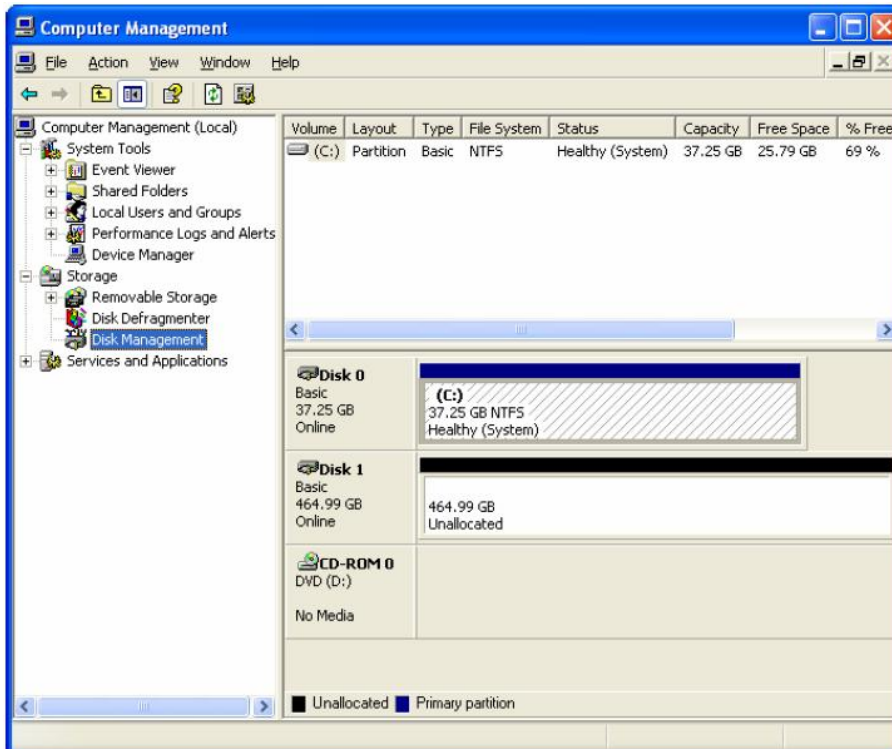 Computer Management
File Action View Window Help
Computer Management (Local)
System Tools
Event Viewer
Shared Folders
Local Users and Groups
Performance Logs and Alerts
Device Manager
Storage
Removable Storage
Disk Defragmenter
Disk Management
Services and Applications
Volume Layout Type File System Status Capacity Free Space % Free
(C:) Partition Basic NTFS Healthy (System) 37.25 GB 25.79 GB 69 %
Disk 0
Basic
37.25 GB
Online
(C:)
37.25 GB NTFS
Healthy (System)
Disk 1
Basic
464.99 GB
Online
464.99 GB
Unallocated
CD-ROM 0
DVD (D:)
No Media
Unallocated Primary partition